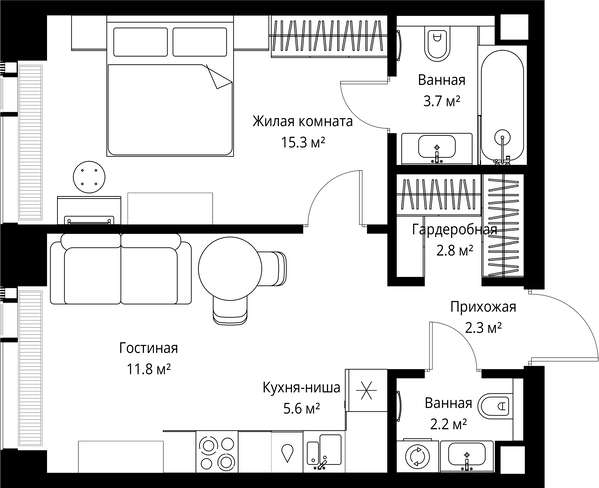 Ванная
3.7 м²
Жилая комната
15.3 м²
Гардеробная
2.8 м²
Прихожая
2.3 м²
Гостиная
11.8 м²
Кухня-ниша
5.6 м²
Ванная
2.2 м²